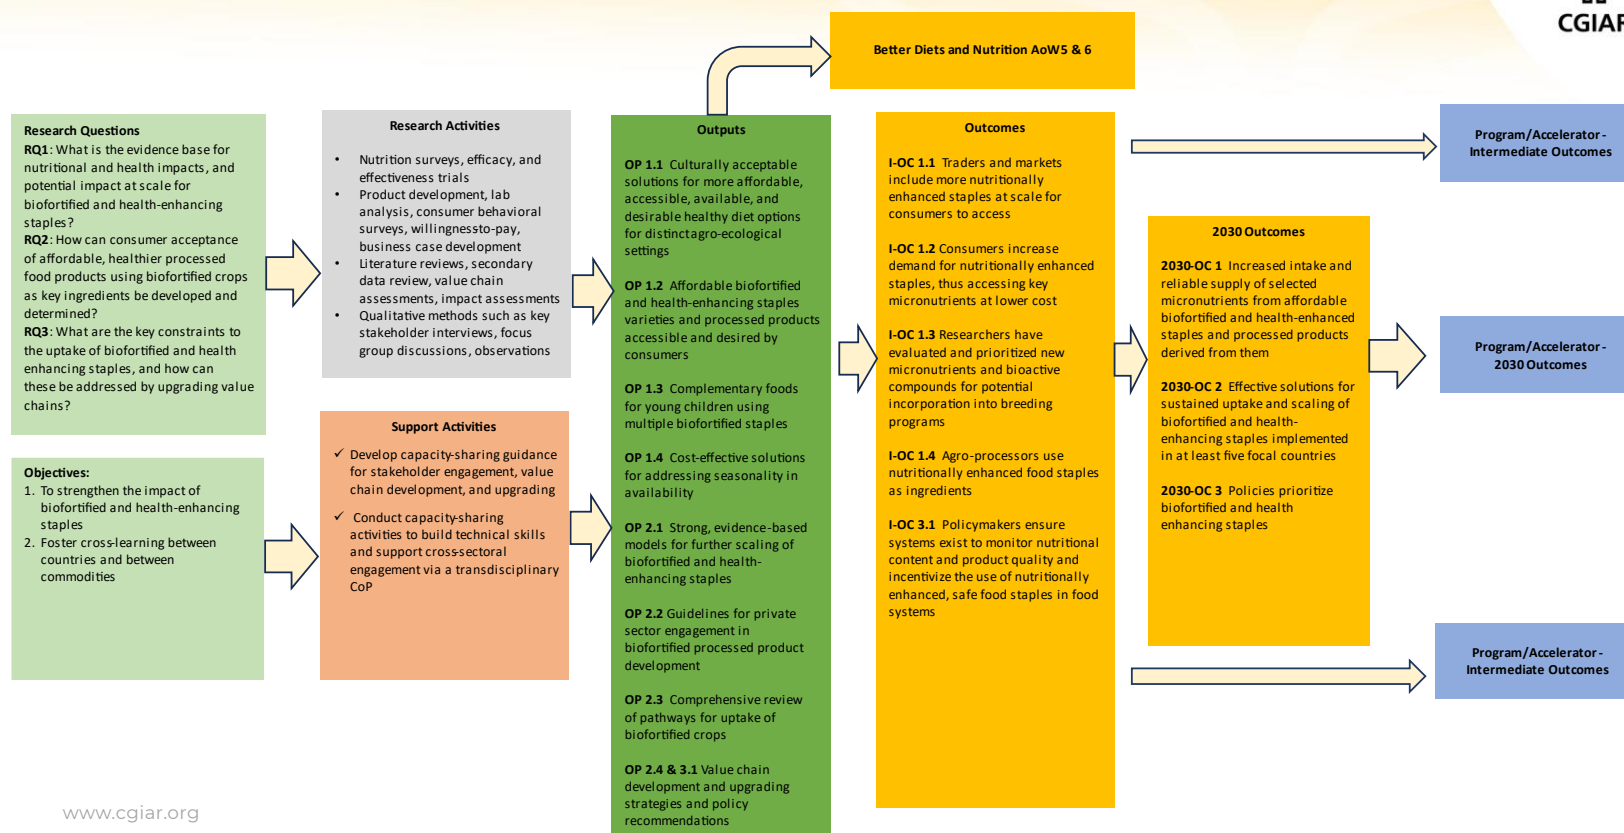 CGIAR
Better Diets and Nutrition AoW5 & 6
Research Questions
RQ1: What is the evidence base for
nutritional and health impacts, and
potential impact at scale for
biofortified and health-enhancing
staples?
RQ2: How can consumer acceptance
of affordable, healthier processed
food products using biofortified crops
as key ingredients be developed and
determined?
RQ3: What are the key constraints to
the uptake of biofortified and health
enhancing staples, and how can
these be addressed by upgrading value
chains?
Objectives:
1. To strengthen the impact of
biofortified and health-enhancing
staples
2. Foster cross-learning between
countries and between
commodities
Research Activities
• Nutrition surveys, efficacy, and
effectiveness trials
• Product development, lab
analysis, consumer behavioral
surveys, willingness-to-pay,
business case development
• Literature reviews, secondary
data review, value chain
assessments, impact assessments
• Qualitative methods such as key
stakeholder interviews, focus
group discussions, observations
Support Activities
✓ Develop capacity-sharing guidance
for stakeholder engagement, value
chain development, and upgrading
✓ Conduct capacity-sharing
activities to build technical skills
and support cross-sectoral
engagement via a transdisciplinary
CoP
Outputs
OP 1.1 Culturally acceptable
solutions for more affordable,
accessible, available, and
desirable healthy diet options
for distinct agro-ecological
settings
OP 1.2 Affordable biofortified
and health-enhancing staples
varieties and processed products
accessible and desired by
consumers
OP 1.3 Complementary foods
for young children using
multiple biofortified staples
OP 1.4 Cost-effective solutions
for addressing seasonality in
availability
OP 2.1 Strong, evidence-based
models for further scaling of
biofortified and health-
enhancing staples
OP 2.2 Guidelines for private
sector engagement in
biofortified processed product
development
OP 2.3 Comprehensive review
of pathways for uptake of
biofortified crops
OP 2.4 & 3.1 Value chain
development and upgrading
strategies and policy
recommendations
Outcomes
I-OC 1.1 Traders and markets
include more nutritionally
enhanced staples at scale for
consumers to access
I-OC 1.2 Consumers increase
demand for nutritionally enhanced
staples, thus accessing key
micronutrients at lower cost
I-OC 1.3 Researchers have
evaluated and prioritized new
micronutrients and bioactive
compounds for potential
incorporation into breeding
programs
I-OC 1.4 Agro-processors use
nutritionally enhanced food staples
as ingredients
I-OC 3.1 Policymakers ensure
systems exist to monitor nutritional
content and product quality and
incentivize the use of nutritionally
enhanced, safe food staples in food
systems
2030 Outcomes
2030-OC 1 Increased intake and
reliable supply of selected
micronutrients from affordable
biofortified and health-enhanced
staples and processed products
derived from them
2030-OC 2 Effective solutions for
sustained uptake and scaling of
biofortified and health-
enhancing staples implemented
in at least five focal countries
2030-OC 3 Policies prioritize
biofortified and health
enhancing staples
Program/Accelerator -
Intermediate Outcomes
Program/Accelerator -
2030 Outcomes
Program/Accelerator -
Intermediate Outcomes
www.cgiar.org